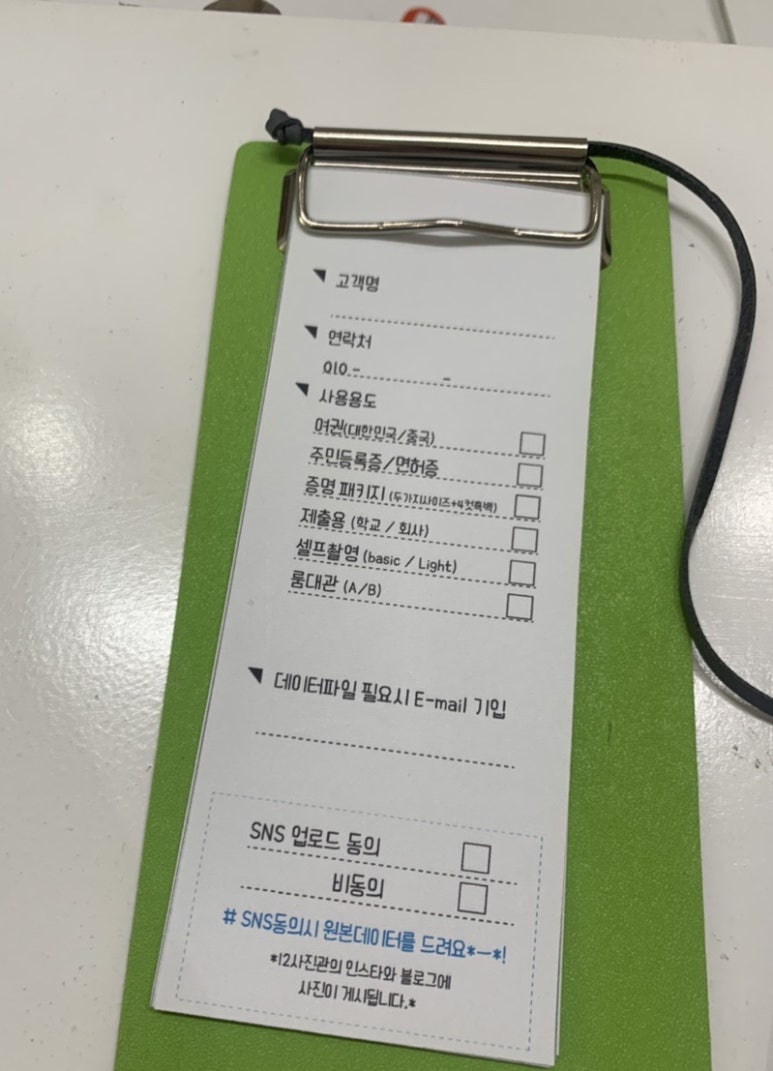 고객명
연락처
010 - -
사용용도
여권(대한민국/중국)
주민등록증/면허증
증명 패키지 (두가지사이즈+4컷흑백)
제출용 (학교 / 회사)
셀프촬영 (basic / Light)
룸대관 (A/B)
데이터파일 필요시 E-mail 기입
SNS 업로드 동의
비동의
# SNS동의시 원본데이터를 드려요*-*!
*12사진관의 인스타와 블로그에
사진이 게시됩니다.*